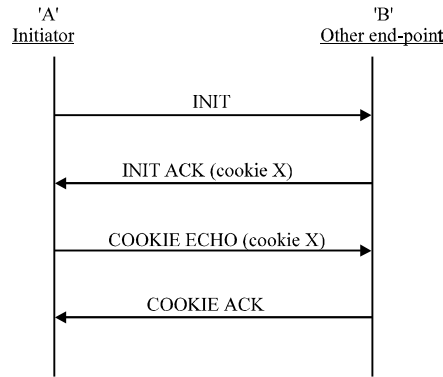 'A' 'B'
Initiator Other end-point
INIT
INIT ACK (cookie X)
COOKIE ECHO (cookie X)
COOKIE ACK